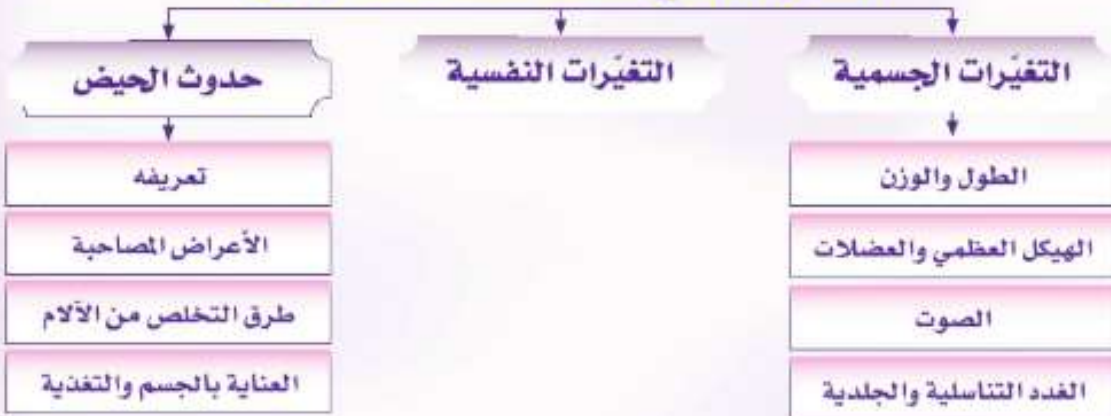 التغيّرات الجسمية
التغيّرات النفسية
حدوث الحيض
الطول والوزن
الهيكل العظمي والعضلات
الصوت
الغدد التناسلية والجلدية
تعريفه
الأعراض المصاحبة
طرق التخلص من الآلام
العناية بالجسم والتغذية